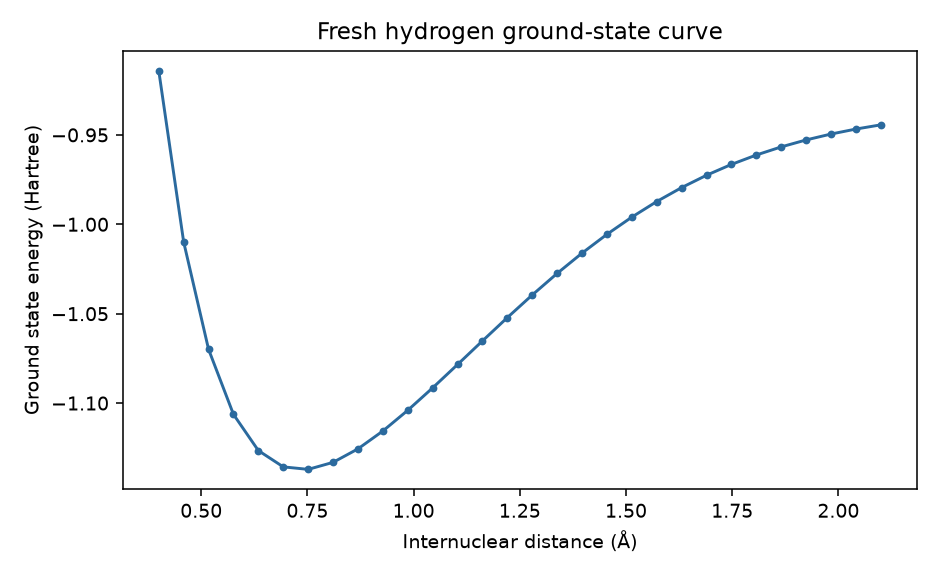 Fresh hydrogen ground-state curve
Ground state energy (Hartree)
−0.95
−1.00
−1.05
−1.10
0.50 0.75 1.00 1.25 1.50 1.75 2.00
Internuclear distance (Å)